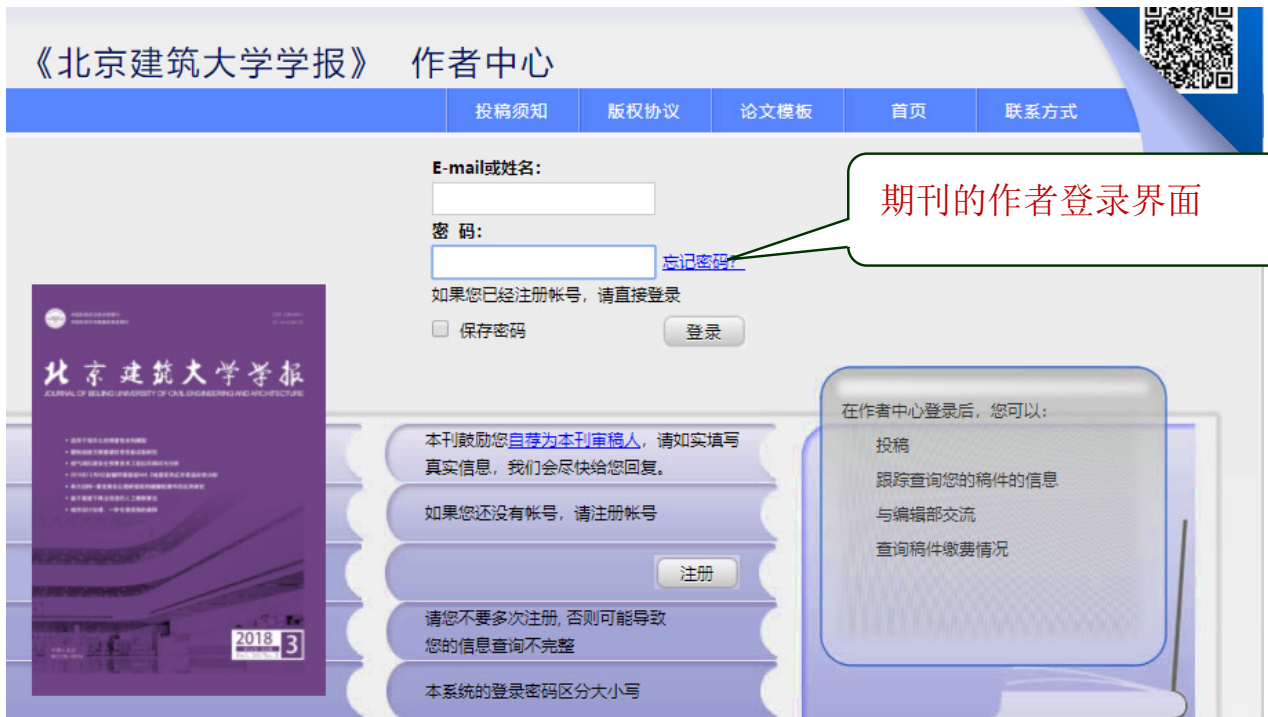 《北京建筑大学学报》 作者中心
投稿须知 版权协议 论文模板 首页 联系方式
E-mail或姓名：
期刊的作者登录界面
密 码：
忘记密码?
如果您已经注册帐号，请直接登录
保存密码 登录
北京建筑大学学报
JOURNAL OF BEIJING UNIVERSITY OF CIVIL ENGINEERING AND ARCHITECTURE
2018 3
本刊鼓励您自荐为本刊审稿人，请如实填写
真实信息，我们会尽快给您回复。
如果您还没有帐号，请注册帐号
注册
请您不要多次注册, 否则可能导致
您的信息查询不完整
本系统的登录密码区分大小写
在作者中心登录后，您可以：
投稿
跟踪查询您的稿件的信息
与编辑部交流
查询稿件缴费情况